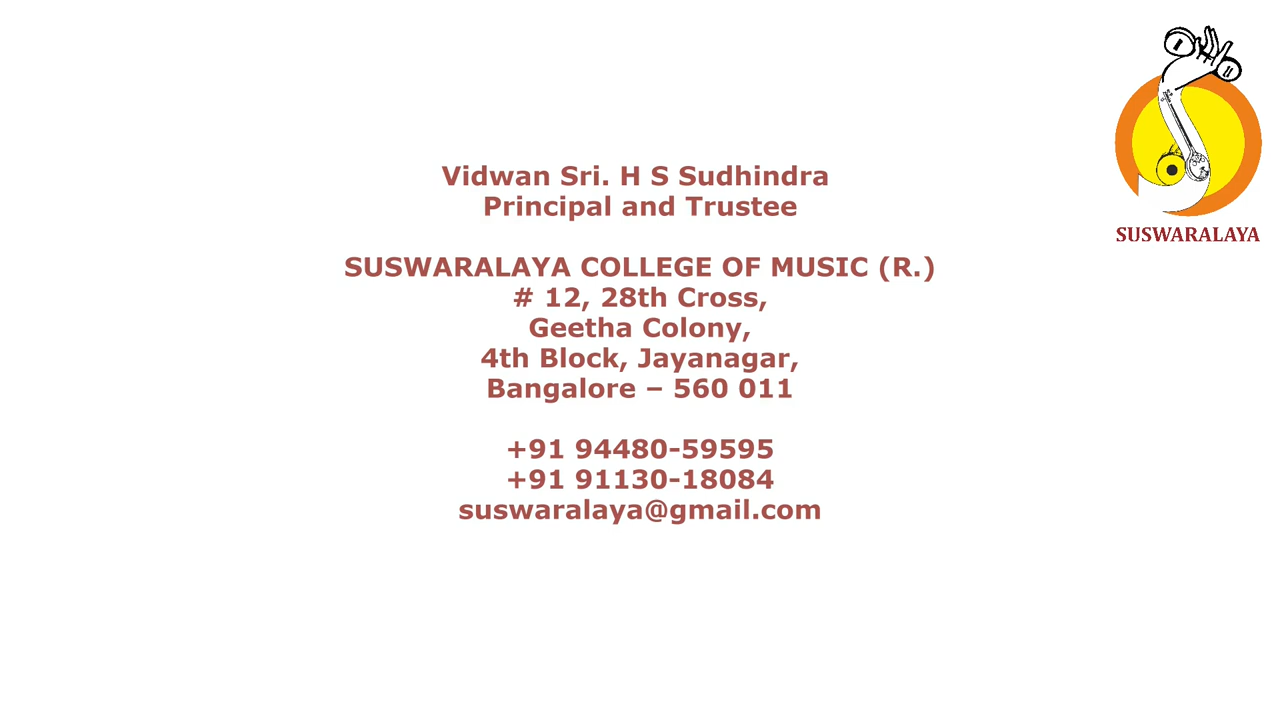 Vidwan Sri. H S Sudhindra
Principal and Trustee
SUSWARALAYA COLLEGE OF MUSIC (R.)
# 12, 28th Cross,
Geetha Colony,
4th Block, Jayanagar,
Bangalore – 560 011
+91 94480-59595
+91 91130-18084
suswaralaya@gmail.com
SUSWARALAYA